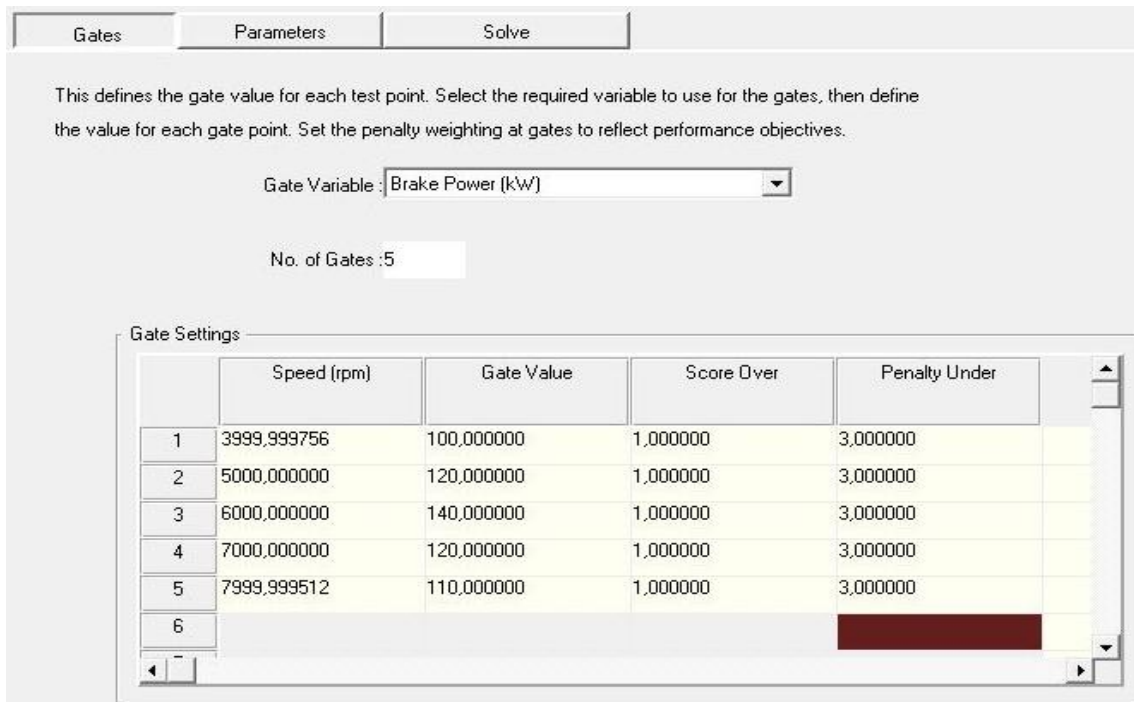 Gates Parameters Solve
This defines the gate value for each test point. Select the required variable to use for the gates, then define
the value for each gate point. Set the penalty weighting at gates to reflect performance objectives.
Gate Variable : Brake Power (kW)
No. of Gates :5
Gate Settings
Speed (rpm) Gate Value Score Over Penalty Under
1 3999,999756 100,000000 1,000000 3,000000
2 5000,000000 120,000000 1,000000 3,000000
3 6000,000000 140,000000 1,000000 3,000000
4 7000,000000 120,000000 1,000000 3,000000
5 7999,999512 110,000000 1,000000 3,000000
6